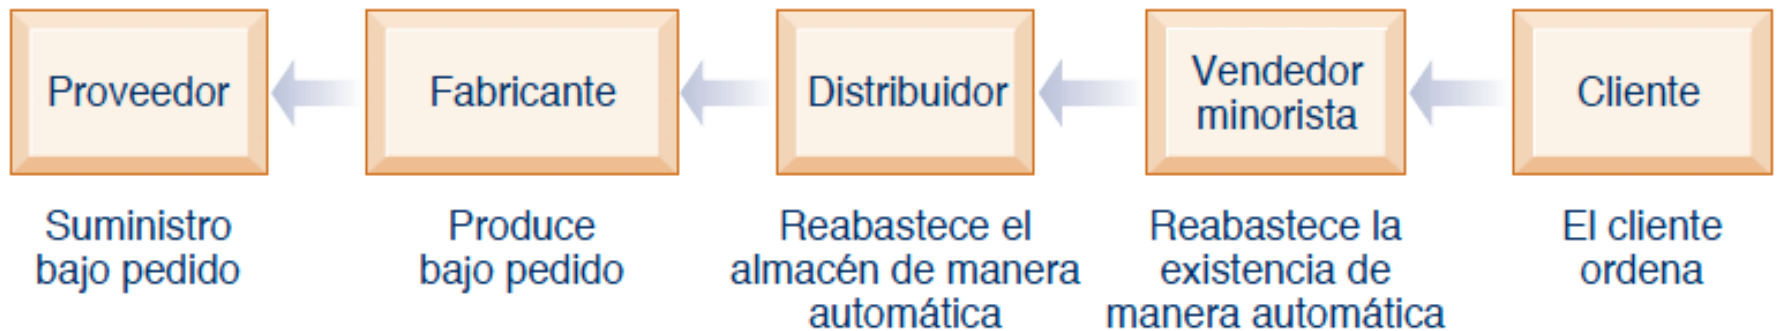 Proveedor
Fabricante
Distribuidor
Vendedor
minorista
Cliente
Suministro
bajo pedido
Produce
bajo pedido
Reabastece el
almacén de manera
automática
Reabastece la
existencia de
manera automática
El cliente
ordena